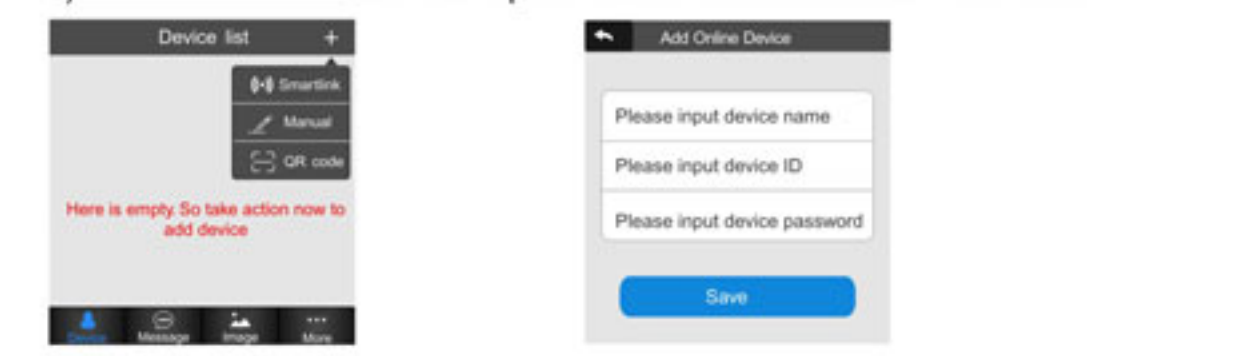 Device list +
Smartlink
Manual
QR code
Here is empty. So take action now to
add device
Device Message Image More
Add Online Device
Please input device name
Please input device ID
Please input device password
Save